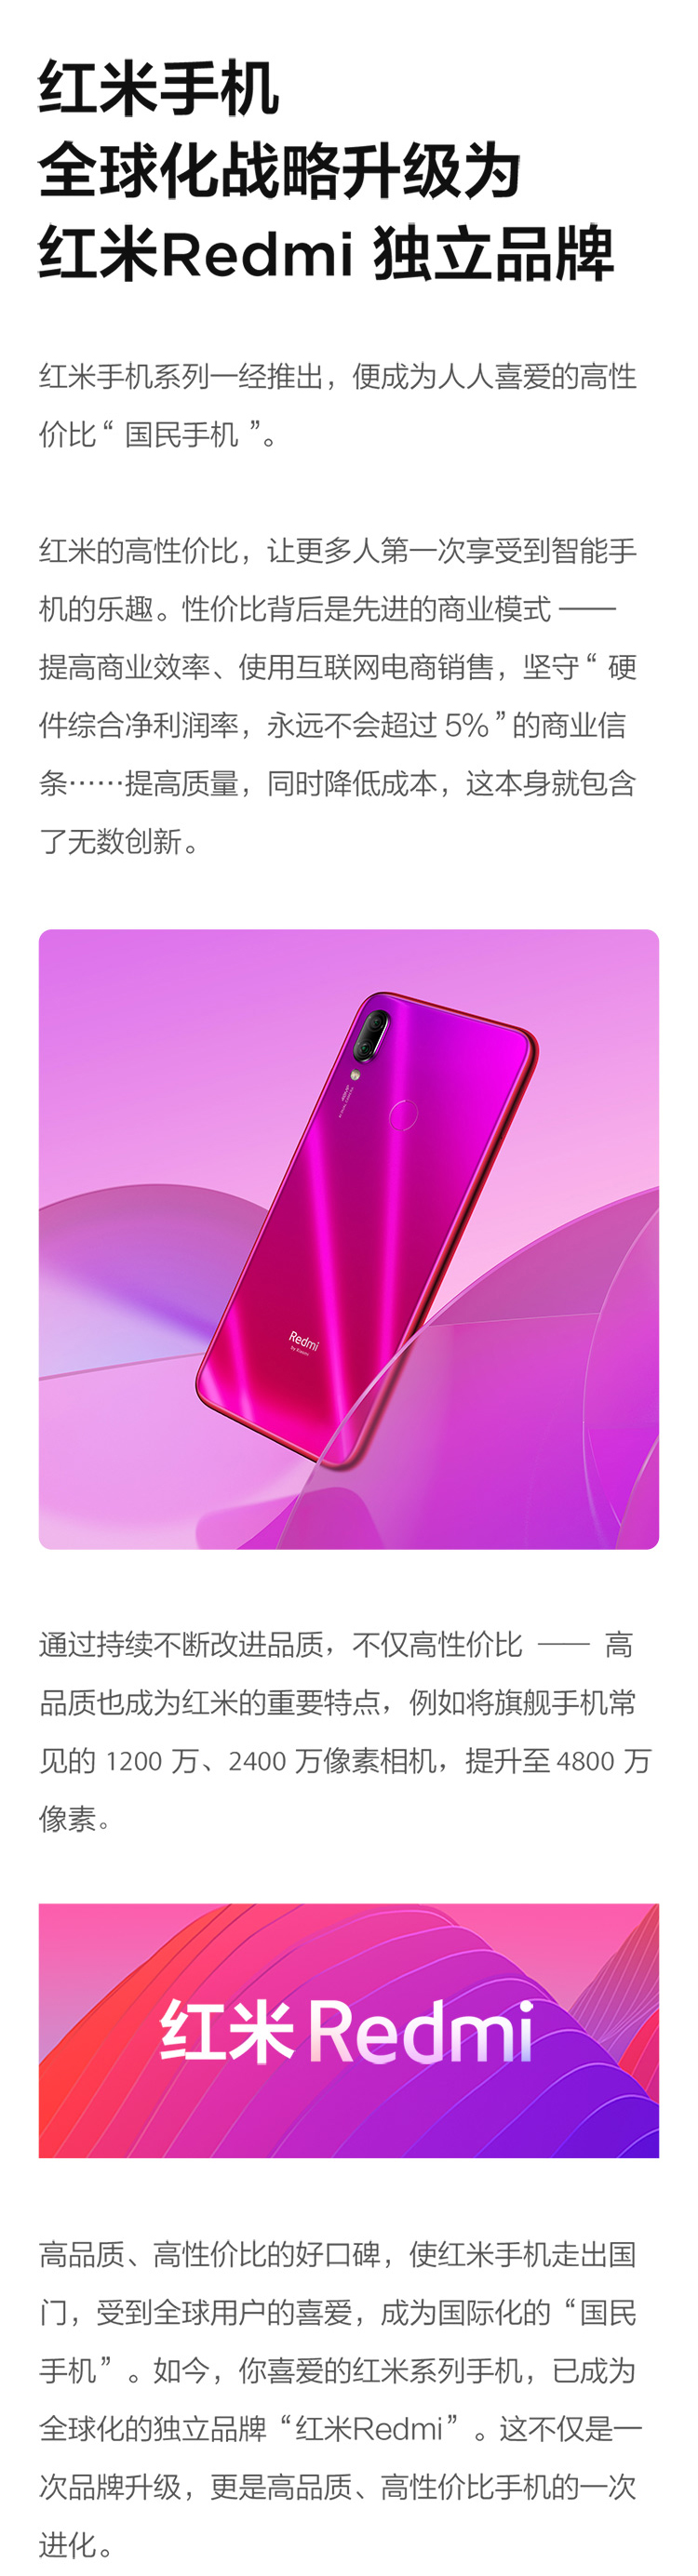 红米手机
全球化战略升级为
红米Redmi 独立品牌
红米手机系列一经推出，便成为人人喜爱的高性
价比“ 国民手机 ”。
红米的高性价比，让更多人第一次享受到智能手
机的乐趣。性价比背后是先进的商业模式 ——
提高商业效率、使用互联网电商销售，坚守“ 硬
件综合净利润率，永远不会超过 5%”的商业信
条……提高质量，同时降低成本，这本身就包含
了无数创新。
Redmi
by Xiaomi
通过持续不断改进品质，不仅高性价比 —— 高
品质也成为红米的重要特点，例如将旗舰手机常
见的 1200 万、2400 万像素相机，提升至 4800 万
像素。
红米Redmi
高品质、高性价比的好口碑，使红米手机走出国
门，受到全球用户的喜爱，成为国际化的“国民
手机” 。如今，你喜爱的红米系列手机，已成为
全球化的独立品牌“红米Redmi” 。这不仅是一
次品牌升级，更是高品质、高性价比手机的一次
进化。